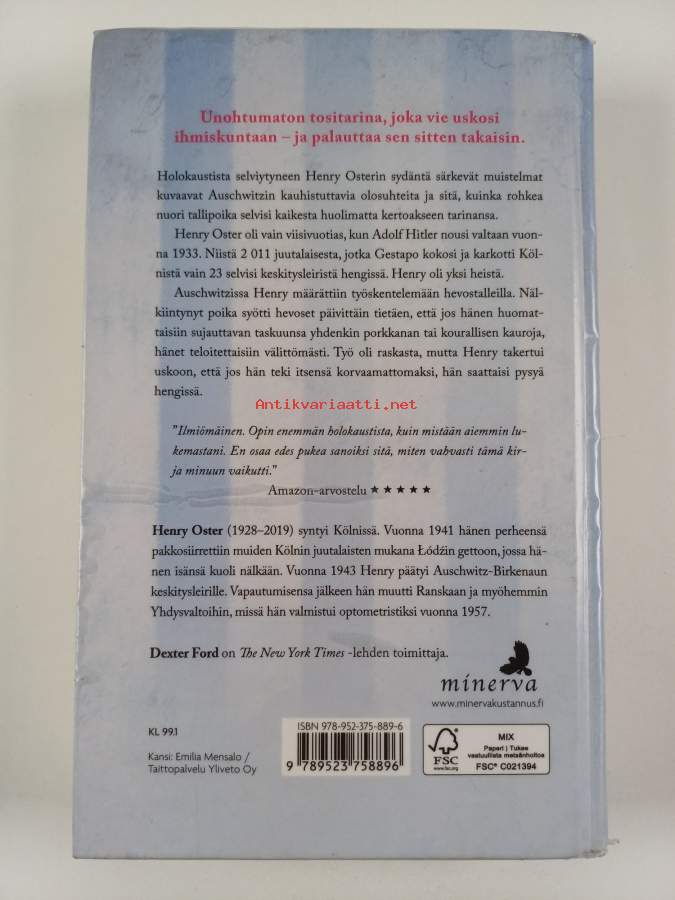 Unohtumaton tositarina, joka vie uskosi
ihmiskuntaan – ja palauttaa sen sitten takaisin.
Holokaustista selviytyneen Henry Osterin sydäntä särkevät muistelmat
kuvaavat Auschwitzin kauhistuttavia olosuhteita ja sitä, kuinka rohkea
nuori tallipoika selvisi kaikesta huolimatta kertoakseen tarinansa.
Henry Oster oli vain viisivuotias, kun Adolf Hitler nousi valtaan vuon-
na 1933. Niistä 2 011 juutalaisesta, jotka Gestapo kokosi ja karkotti Köl-
nistä vain 23 selvisi keskitysleiristä hengissä. Henry oli yksi heistä.
Auschwitzissa Henry määrättiin työskentelemään hevostalleilla. Näl-
kiintynyt poika syötti hevoset päivittäin tietäen, että jos hänen huomat-
taisiin sujauttavan taskuunsa yhdenkin porkkanan tai kourallisen kauroja,
hänet teloitettaisiin välittömästi. Työ oli raskasta, mutta Henry takertui
uskoon, että jos hän teki itsensä korvaamattomaksi, hän saattaisi pysyä
hengissä.
Antikvariaatti.net
”Ilmiömäinen. Opin enemmän holokaustista, kuin mistään aiemmin lu-
kemastani. En osaa edes pukea sanoiksi sitä, miten vahvasti tämä kir-
ja minuun vaikutti.”
Amazon-arvostelu ★★★★★
Henry Oster (1928–2019) syntyi Kölnissä. Vuonna 1941 hänen perheensä
pakkosiirrettiin muiden Kölnin juutalaisten mukana Łódźin gettoon, jossa hä-
nen isänsä kuoli nälkään. Vuonna 1943 Henry päätyi Auschwitz-Birkenaun
keskitysleirille. Vapautumisensa jälkeen hän muutti Ranskaan ja myöhemmin
Yhdysvaltoihin, missä hän valmistui optometristiksi vuonna 1957.
Dexter Ford on The New York Times -lehden toimittaja.
minerva
www.minervakustannus.fi
KL 99.1
Kansi: Emilia Mensalo /
Taittopalvelu Yliveto Oy
ISBN 978-952-375-889-6
9 789523 758896
FSC
www.fsc.org
MIX
Paperi | Tukee
vastuullista metsänhoitoa
FSC® C021394